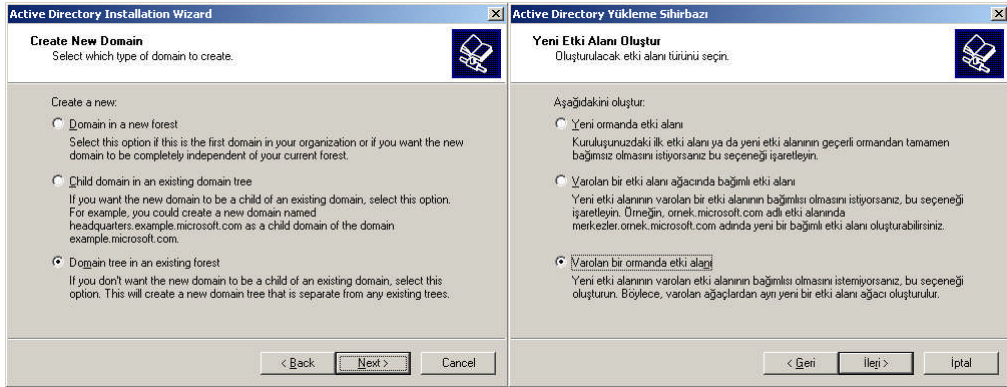 Active Directory Installation Wizard
Create New Domain
Select which type of domain to create.
Create a new:
Domain in a new forest
Select this option if this is the first domain in your organization or if you want the new
domain to be completely independent of your current forest.
Child domain in an existing domain tree
If you want the new domain to be a child of an existing domain, select this option.
For example, you could create a new domain named
headquarters.example.microsoft.com as a child domain of the domain
example.microsoft.com.
Domain tree in an existing forest
If you don't want the new domain to be a child of an existing domain, select this
option. This will create a new domain tree that is separate from any existing trees.
< Back
Next >
Cancel
Active Directory Yükleme Sihirbazı
Yeni Etki Alanı Oluştur
Oluşturulacak etki alanı türünü seçin.
Aşağıdakini oluştur:
Yeni ormanda etki alanı
Kuruluşunuzdaki ilk etki alanı ya da yeni etki alanının geçerli ormandan tamamen
bağımsız olmasını istiyorsanız bu seçeneği işaretleyin.
Varolan bir etki alanı ağacında bağımlı etki alanı
Yeni etki alanının varolan bir etki alanının bağımlısı olmasını istiyorsanız, bu seçeneği
işaretleyin. Örneğin, ornek.microsoft.com adlı etki alanında
merkezler.ornek.microsoft.com adında yeni bir bağımlı etki alanı oluşturabilirsiniz.
Varolan bir ormanda etki alanı
Yeni etki alanının varolan etki alanının bağımlısı olmasını istemiyorsanız, bu seçeneği
oluşturun. Böylece, varolan ağaçlardan ayrı yeni bir etki alanı ağacı oluşturulur.
< Geri
İleri >
İptal